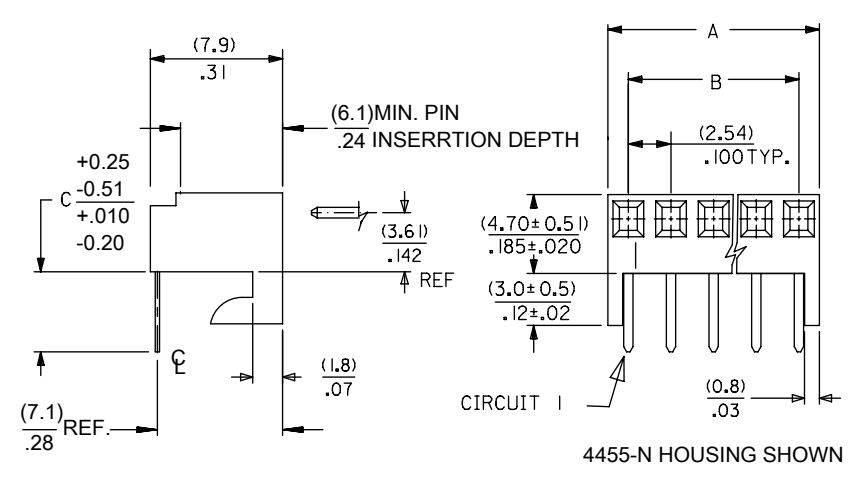 (7.9)
.31
(6.1)MIN. PIN
.24 INSERRTION DEPTH
+0.25
C -0.51
+.010
-0.20
(3.61)
.142
REF
(1.8)
.07
(7.1)
.28 REF.
℄
A
B
(2.54)
.100 TYP.
(4.70±0.51)
.185±.020
(3.0±0.5)
.12±.02
CIRCUIT 1
(0.8)
.03
4455-N HOUSING SHOWN